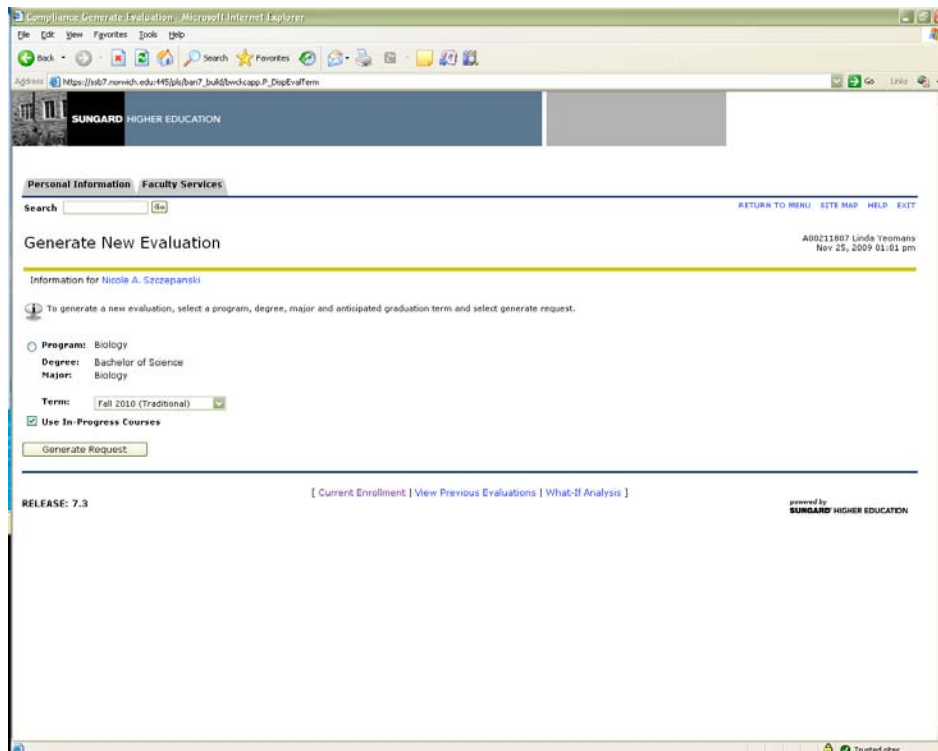 Compliance Generate Evaluation - Microsoft Internet Explorer
File Edit View Favorites Tools Help
Back Search Favorites
Address https://ssb7.norwich.edu:445/pls/ban7_build/bwckcapp.P_DispEvalTerm Go Links
SUNGARD HIGHER EDUCATION
Personal Information Faculty Services
Search Go RETURN TO MENU SITE MAP HELP EXIT
Generate New Evaluation
A00211807 Linda Yeomans
Nov 25, 2009 01:01 pm
Information for Nicole A. Szczepanski
To generate a new evaluation, select a program, degree, major and anticipated graduation term and select generate request.
Program: Biology
Degree: Bachelor of Science
Major: Biology
Term: Fall 2010 (Traditional)
Use In-Progress Courses
Generate Request
[ Current Enrollment | View Previous Evaluations | What-If Analysis ]
RELEASE: 7.3
powered by
SUNGARD HIGHER EDUCATION
Trusted sites